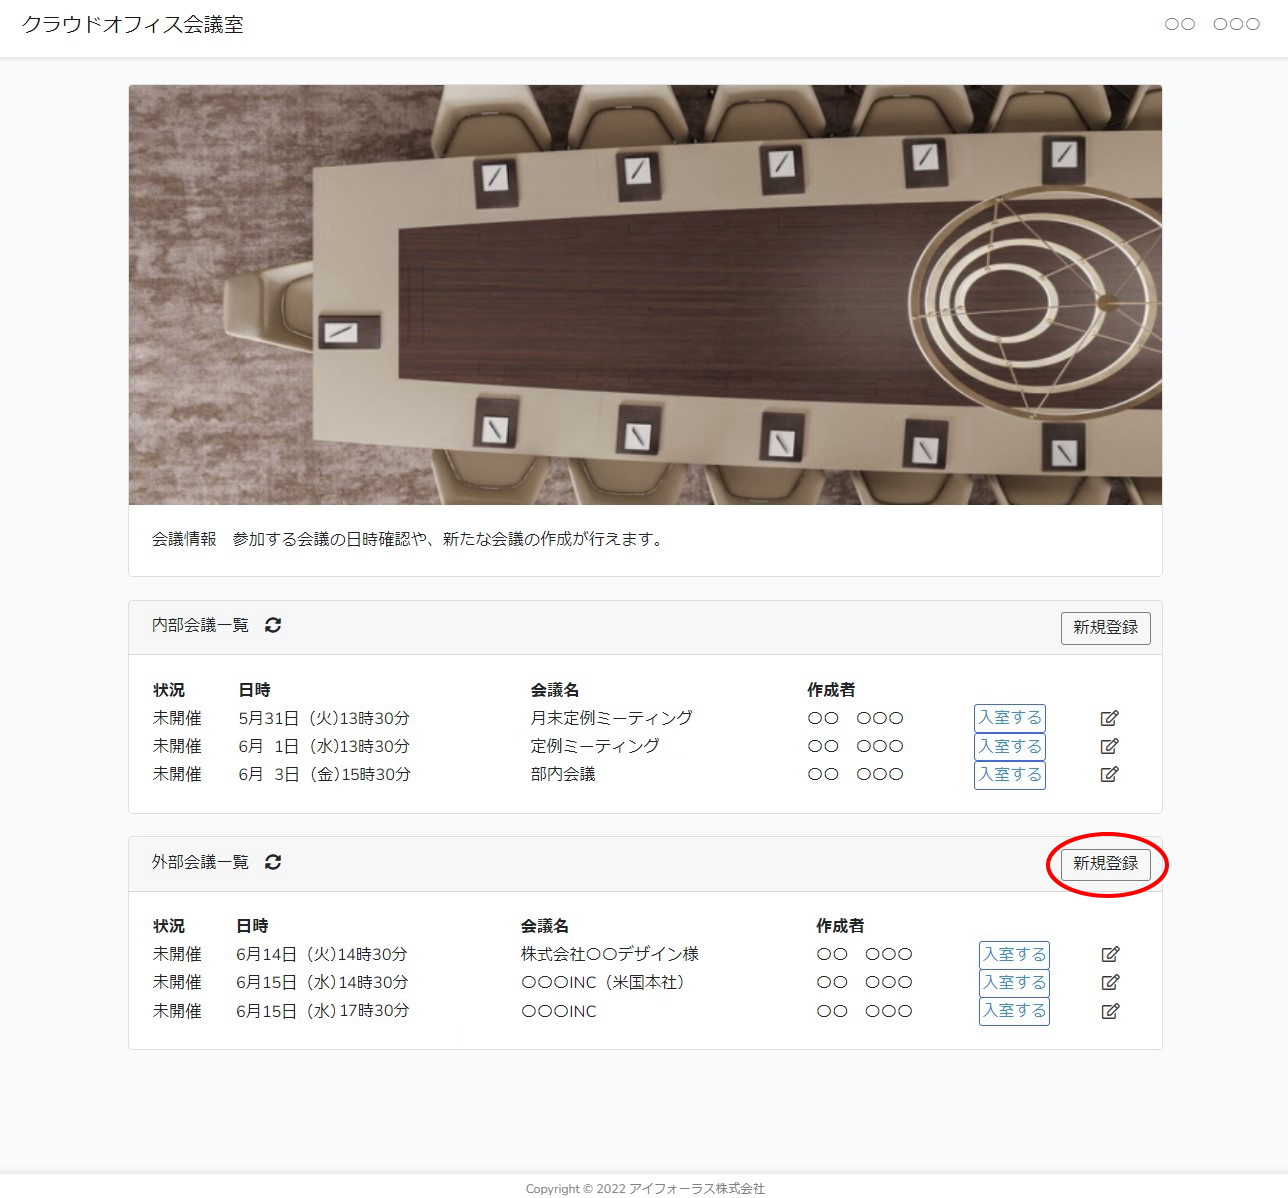 クラウドオフィス会議室 〇〇　〇〇〇
会議情報　参加する会議の日時確認や、新たな会議の作成が行えます。
内部会議一覧 新規登録
状況 日時 会議名 作成者
未開催 5月31日（火)13時30分 月末定例ミーティング 〇〇　〇〇〇 入室する
未開催 6月 1日（水)13時30分 定例ミーティング 〇〇　〇〇〇 入室する
未開催 6月 3日（金)15時30分 部内会議 〇〇　〇〇〇 入室する
外部会議一覧 新規登録
状況 日時 会議名 作成者
未開催 6月14日（火)14時30分 株式会社〇〇デザイン様 〇〇　〇〇〇 入室する
未開催 6月15日（水)14時30分 〇〇〇INC（米国本社） 〇〇　〇〇〇 入室する
未開催 6月15日（水)17時30分 〇〇〇INC 〇〇　〇〇〇 入室する
Copyright © 2022 アイフォーラス株式会社